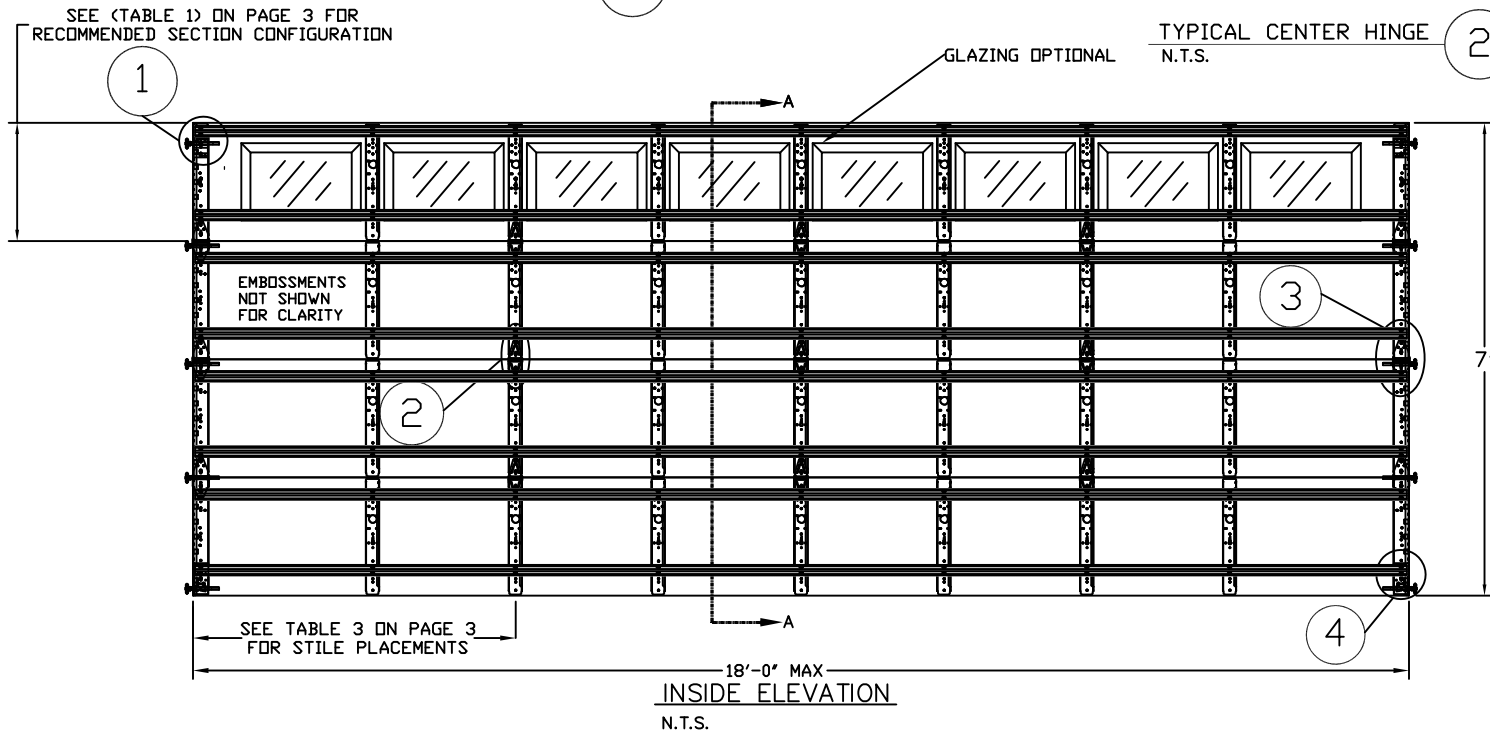 SEE (TABLE 1) ON PAGE 3 FOR
RECOMMENDED SECTION CONFIGURATION
1
GLAZING OPTIONAL
TYPICAL CENTER HINGE
N.T.S.
2
A
EMBOSSMENTS
NOT SHOWN
FOR CLARITY
3
2
7'
A
SEE TABLE 3 ON PAGE 3
FOR STILE PLACEMENTS
4
18'-0" MAX
INSIDE ELEVATION
N.T.S.